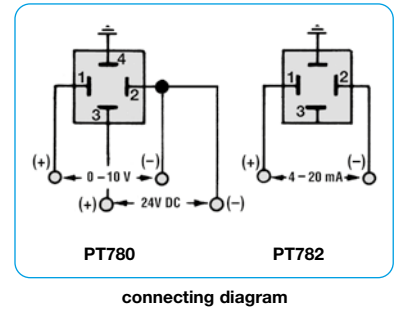 4
1 2
3
1 2
3
(+) (−)
0–10 V
(+) 24V DC (−)
(+) (−)
4–20 mA
PT780 PT782
connecting diagram